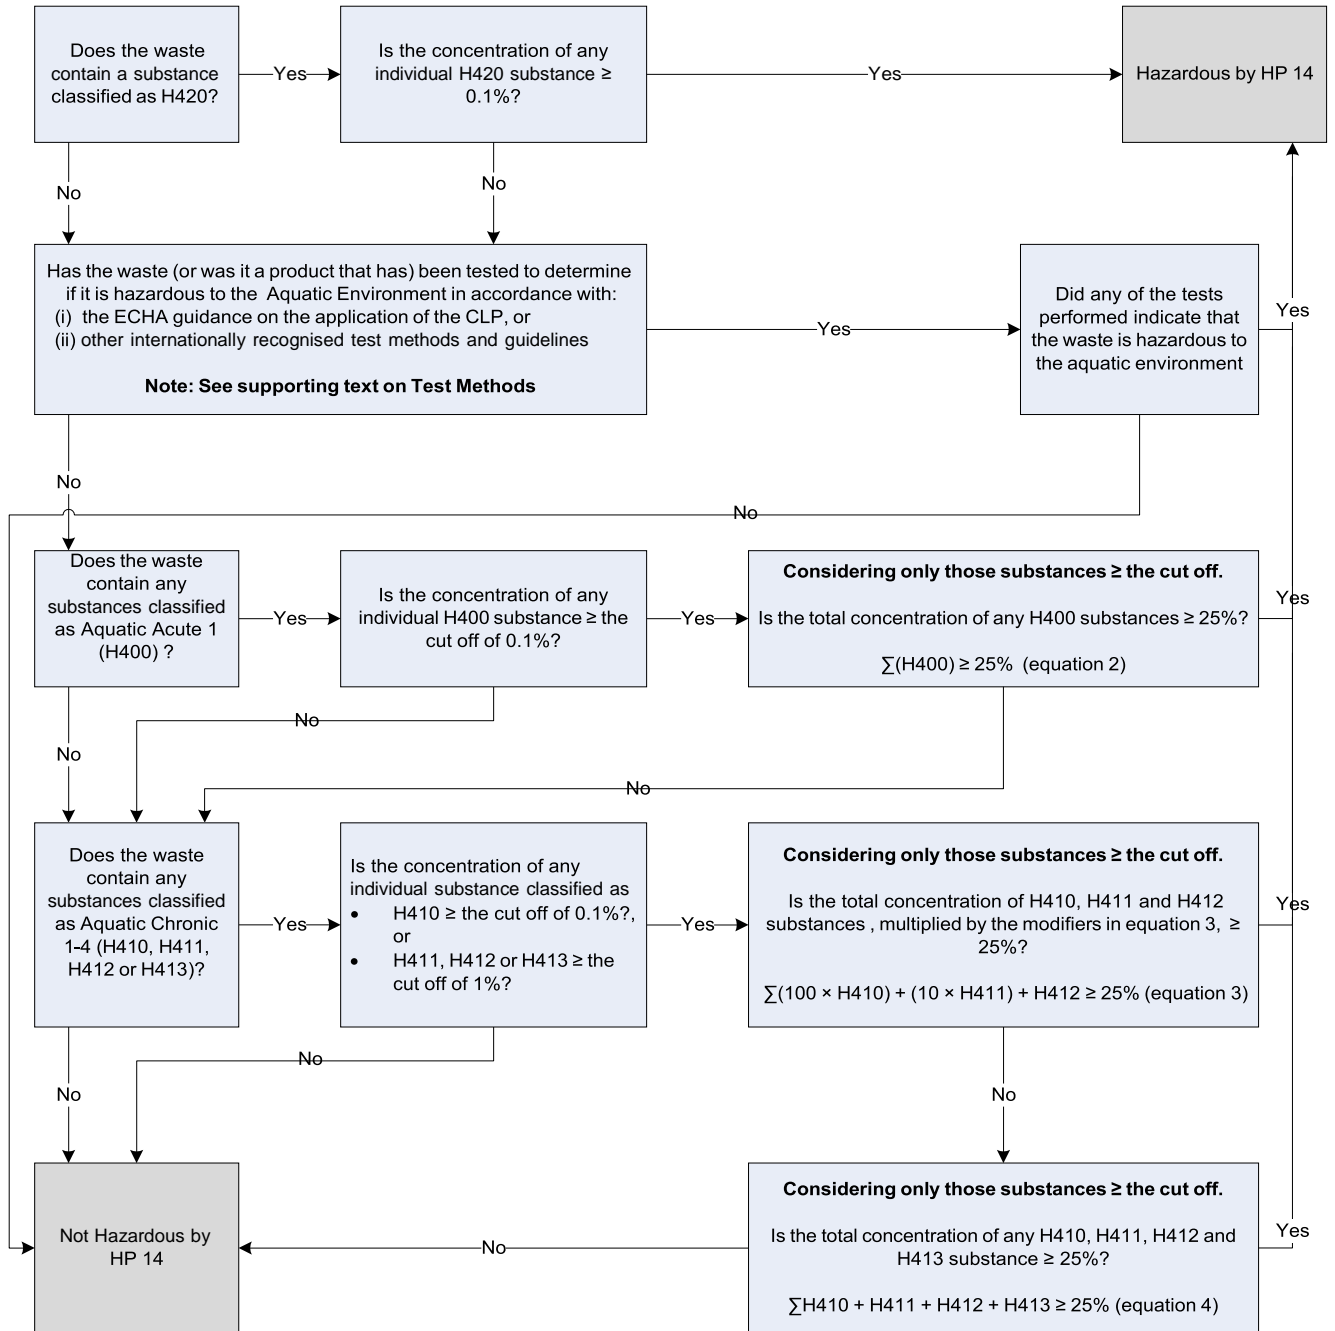 Does the waste
contain a substance
classified as H420?
Yes
Is the concentration of any
individual H420 substance ≥
0.1%?
Yes
Hazardous by HP 14
No
No
Has the waste (or was it a product that has) been tested to determine
if it is hazardous to the Aquatic Environment in accordance with:
(i) the ECHA guidance on the application of the CLP, or
(ii) other internationally recognised test methods and guidelines
Note: See supporting text on Test Methods
Yes
Did any of the tests
performed indicate that
the waste is hazardous to
the aquatic environment
Yes
No
No
Does the waste
contain any
substances classified
as Aquatic Acute 1
(H400) ?
Yes
Is the concentration of any
individual H400 substance ≥ the
cut off of 0.1%?
Yes
Considering only those substances ≥ the cut off.
Is the total concentration of any H400 substances ≥ 25%?
∑(H400) ≥ 25% (equation 2)
Yes
No
No
No
Does the waste
contain any
substances classified
as Aquatic Chronic
1-4 (H410, H411,
H412 or H413)?
Yes
Is the concentration of any
individual substance classified as
• H410 ≥ the cut off of 0.1%?,
or
• H411, H412 or H413 ≥ the
cut off of 1%?
Yes
Considering only those substances ≥ the cut off.
Is the total concentration of H410, H411 and H412
substances , multiplied by the modifiers in equation 3, ≥
25%?
∑(100 × H410) + (10 × H411) + H412 ≥ 25% (equation 3)
Yes
No
No
No
Not Hazardous by
HP 14
No
Considering only those substances ≥ the cut off.
Is the total concentration of any H410, H411, H412 and
H413 substance ≥ 25%?
∑H410 + H411 + H412 + H413 ≥ 25% (equation 4)
Yes